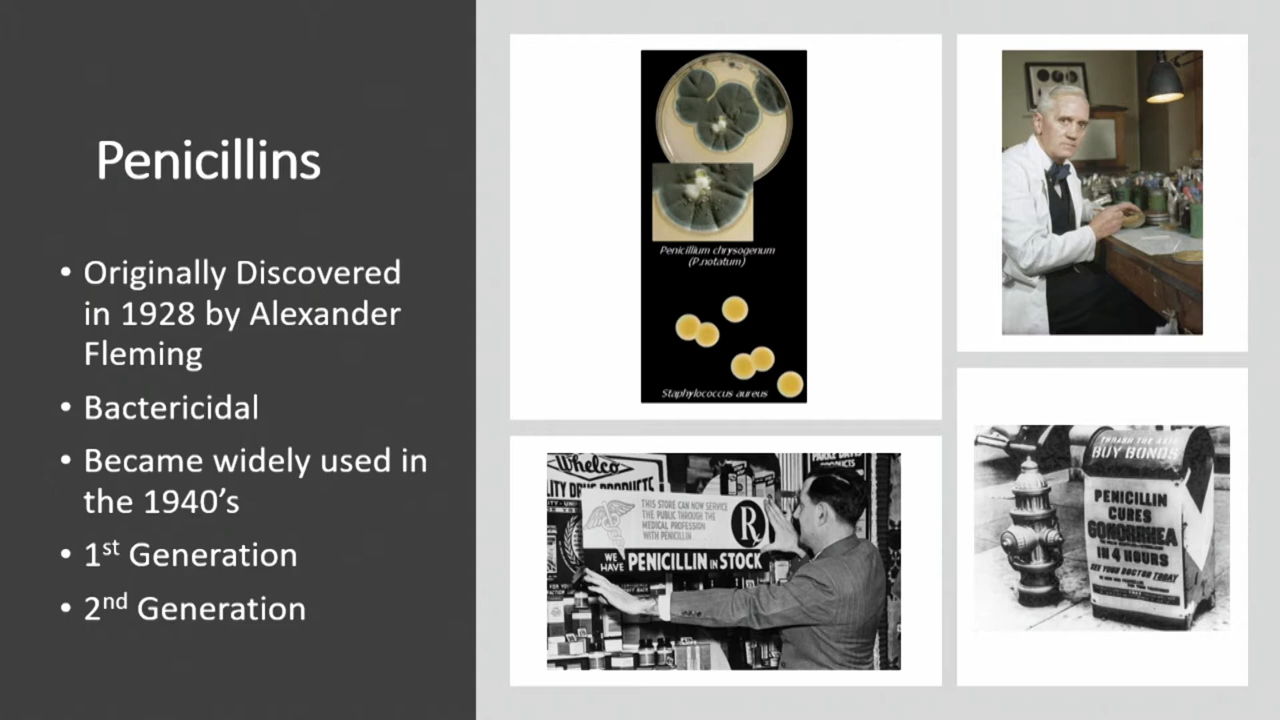 Penicillins
• Originally Discovered
in 1928 by Alexander
Fleming
• Bactericidal
• Became widely used in
the 1940’s
• 1st Generation
• 2nd Generation
Penicillium chrysogenum
(P.notatum)
Staphylococcus aureus
Whelco
THIS STORE CAN NOW SERVICE
THE PUBLIC THROUGH THE
MEDICAL PROFESSION
WITH PENICILLIN
R
WE HAVE PENICILLIN IN STOCK
PRODUCTS
BUY BONDS
PENICILLIN
CURES
GONORRHEA
IN 4 HOURS
SEE YOUR DOCTOR TODAY